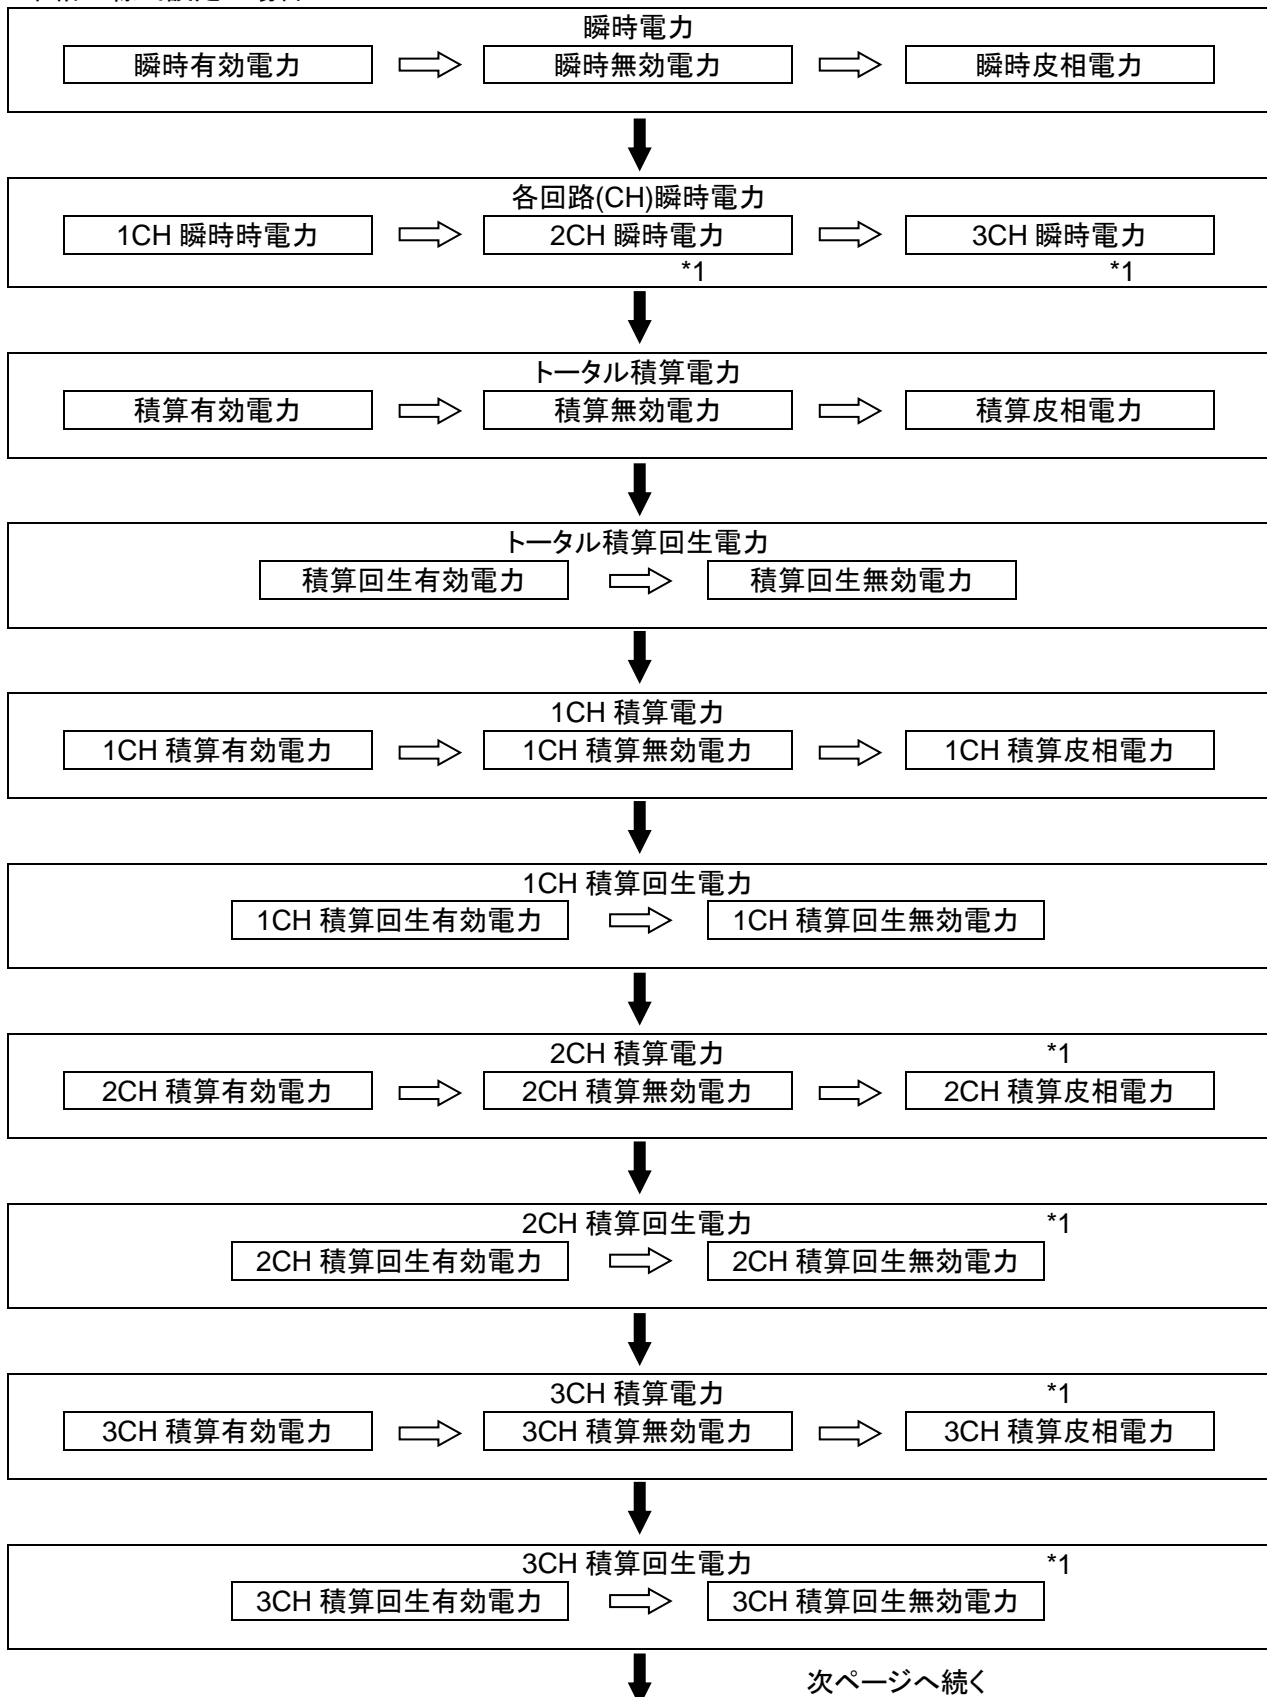 瞬時電力
瞬時有効電力 瞬時無効電力 瞬時皮相電力
各回路(CH)瞬時電力
1CH 瞬時時電力 2CH 瞬時電力 3CH 瞬時電力
*1 *1
トータル積算電力
積算有効電力 積算無効電力 積算皮相電力
トータル積算回生電力
積算回生有効電力 積算回生無効電力
1CH 積算電力
1CH 積算有効電力 1CH 積算無効電力 1CH 積算皮相電力
1CH 積算回生電力
1CH 積算回生有効電力 1CH 積算回生無効電力
2CH 積算電力 *1
2CH 積算有効電力 2CH 積算無効電力 2CH 積算皮相電力
2CH 積算回生電力 *1
2CH 積算回生有効電力 2CH 積算回生無効電力
3CH 積算電力 *1
3CH 積算有効電力 3CH 積算無効電力 3CH 積算皮相電力
3CH 積算回生電力 *1
3CH 積算回生有効電力 3CH 積算回生無効電力
次ページへ続く